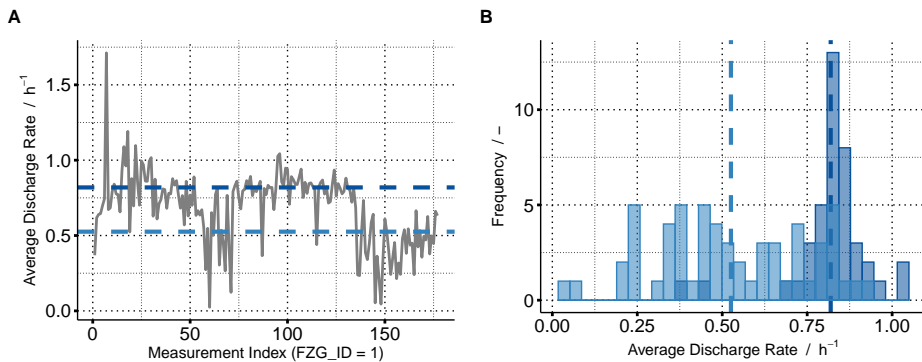 A
Average Discharge Rate / h⁻¹
1.5
1.0
0.5
0.0
0
50
100
150
Measurement Index (FZG_ID = 1)
B
Frequency / –
10
5
0
0.00
0.25
0.50
0.75
1.00
Average Discharge Rate / h⁻¹